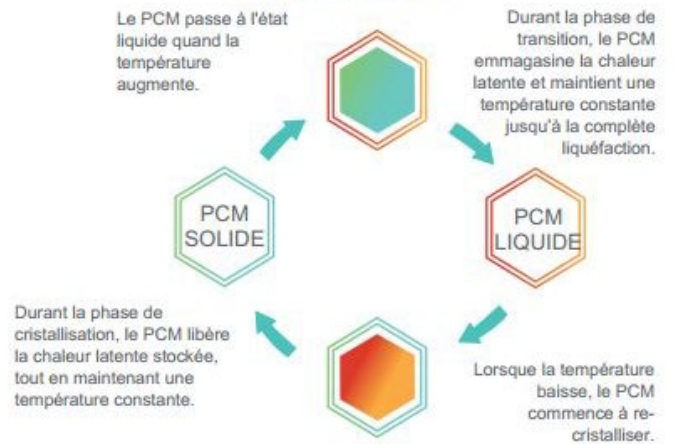 Le PCM passe à l'état
liquide quand la
température
augmente.
Durant la phase de
transition, le PCM
emmagasine la chaleur
latente et maintient une
température constante
jusqu'à la complète
liquéfaction.
PCM
SOLIDE
PCM
LIQUIDE
Durant la phase de
cristallisation, le PCM libère
la chaleur latente stockée,
tout en maintenant une
température constante.
Lorsque la température
baisse, le PCM
commence à re-
cristalliser.